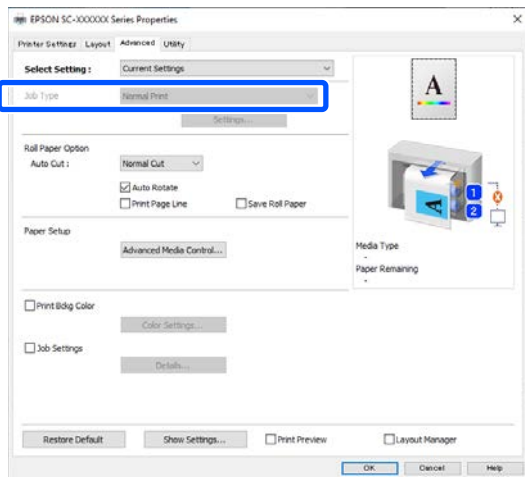 EPSON SC-XXXXXX Series Properties
Printer Settings Layout Advanced Utility
Select Setting : Current Settings
Job Type Normal Print
Settings...
Roll Paper Option
Auto Cut : Normal Cut
Auto Rotate
Print Page Line Save Roll Paper
Paper Setup
Advanced Media Control...
A
1
2
A
Media Type
-
Paper Remaining
-
Print Bckg Color
Color Settings...
Job Settings
Details...
Restore Default Show Settings... Print Preview Layout Manager
OK Cancel Help